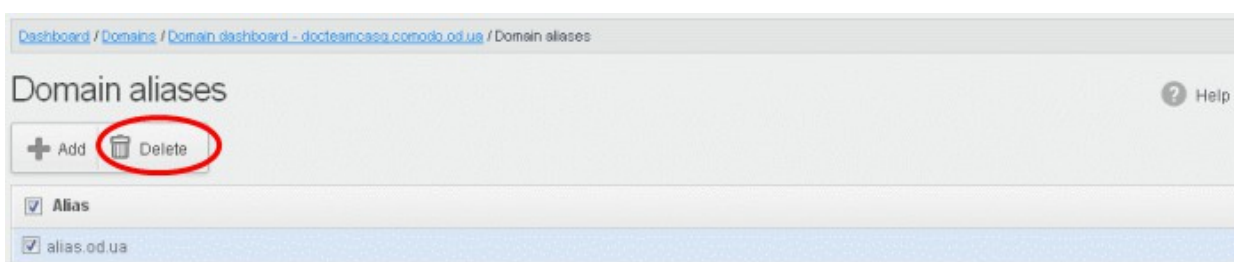 Dashboard / Domains / Domain dashboard - docteamcasg.comodo.od.ua / Domain aliases
Domain aliases
Help
Add Delete
Alias
alias.od.ua